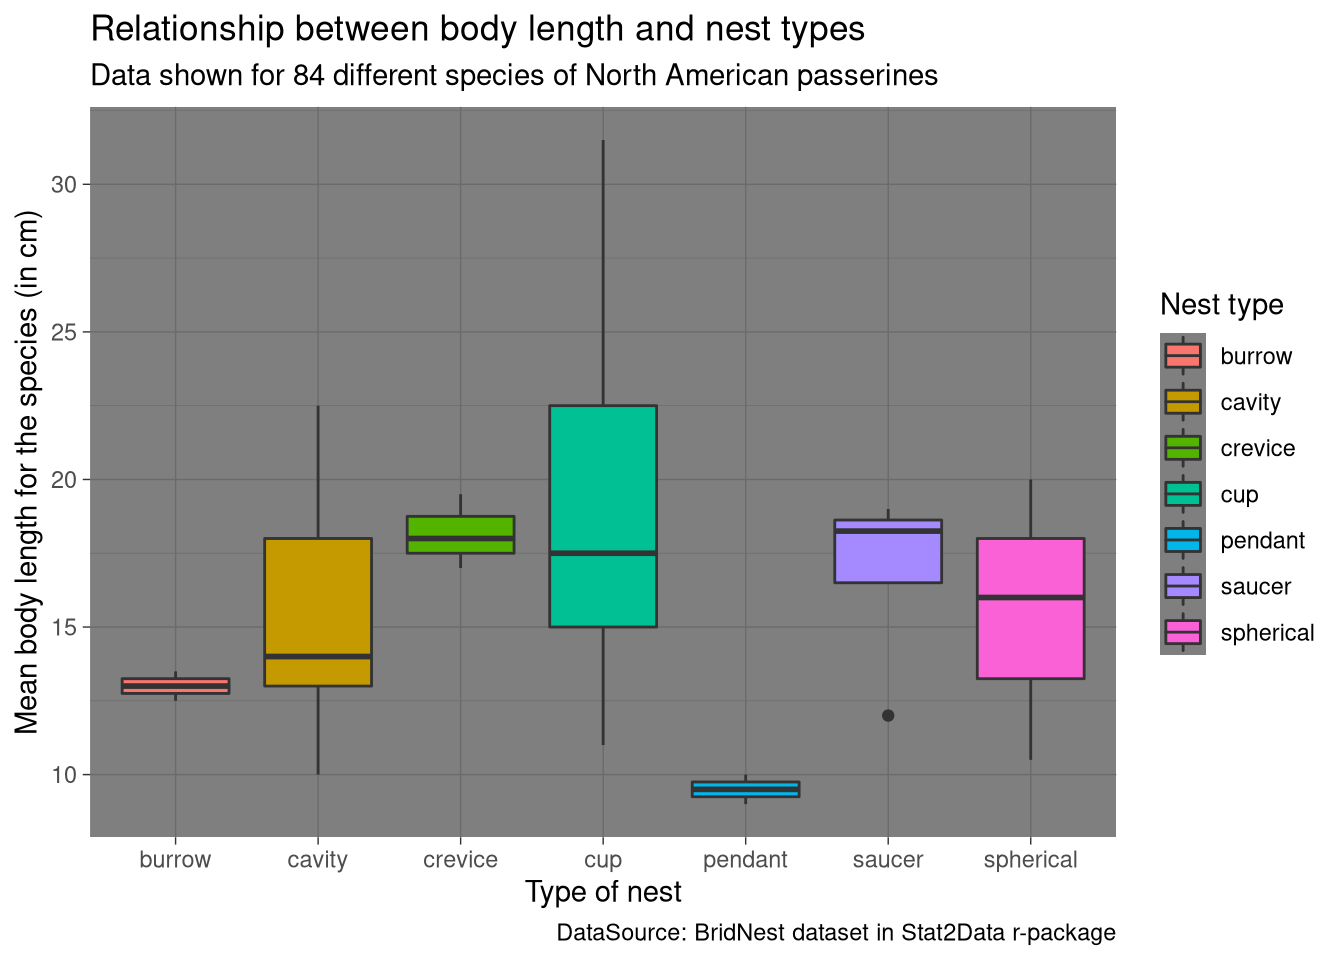 Relationship between body length and nest types
Data shown for 84 different species of North American passerines
Mean body length for the species (in cm)
30
25
20
15
10
burrow
cavity
crevice
cup
pendant
saucer
spherical
Type of nest
DataSource: BridNest dataset in Stat2Data r-package
Nest type
burrow
cavity
crevice
cup
pendant
saucer
spherical